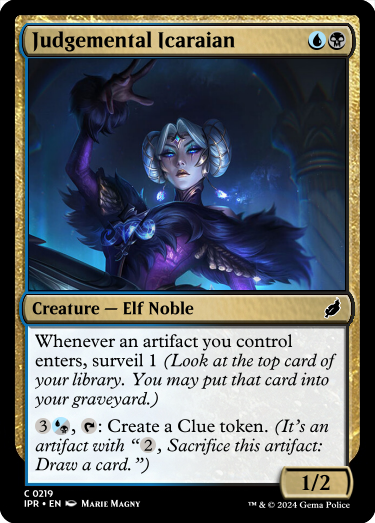 Judgemental Icaraian
Creature — Elf Noble
Whenever an artifact you control
enters, surveil 1 (Look at the top card of
your library. You may put that card into
your graveyard.)
3, : Create a Clue token. (It's an
artifact with “2, Sacrifice this artifact:
Draw a card.”)
1/2
C 0219
IPR • EN Marie Magny
™ & © 2024 Gema Police